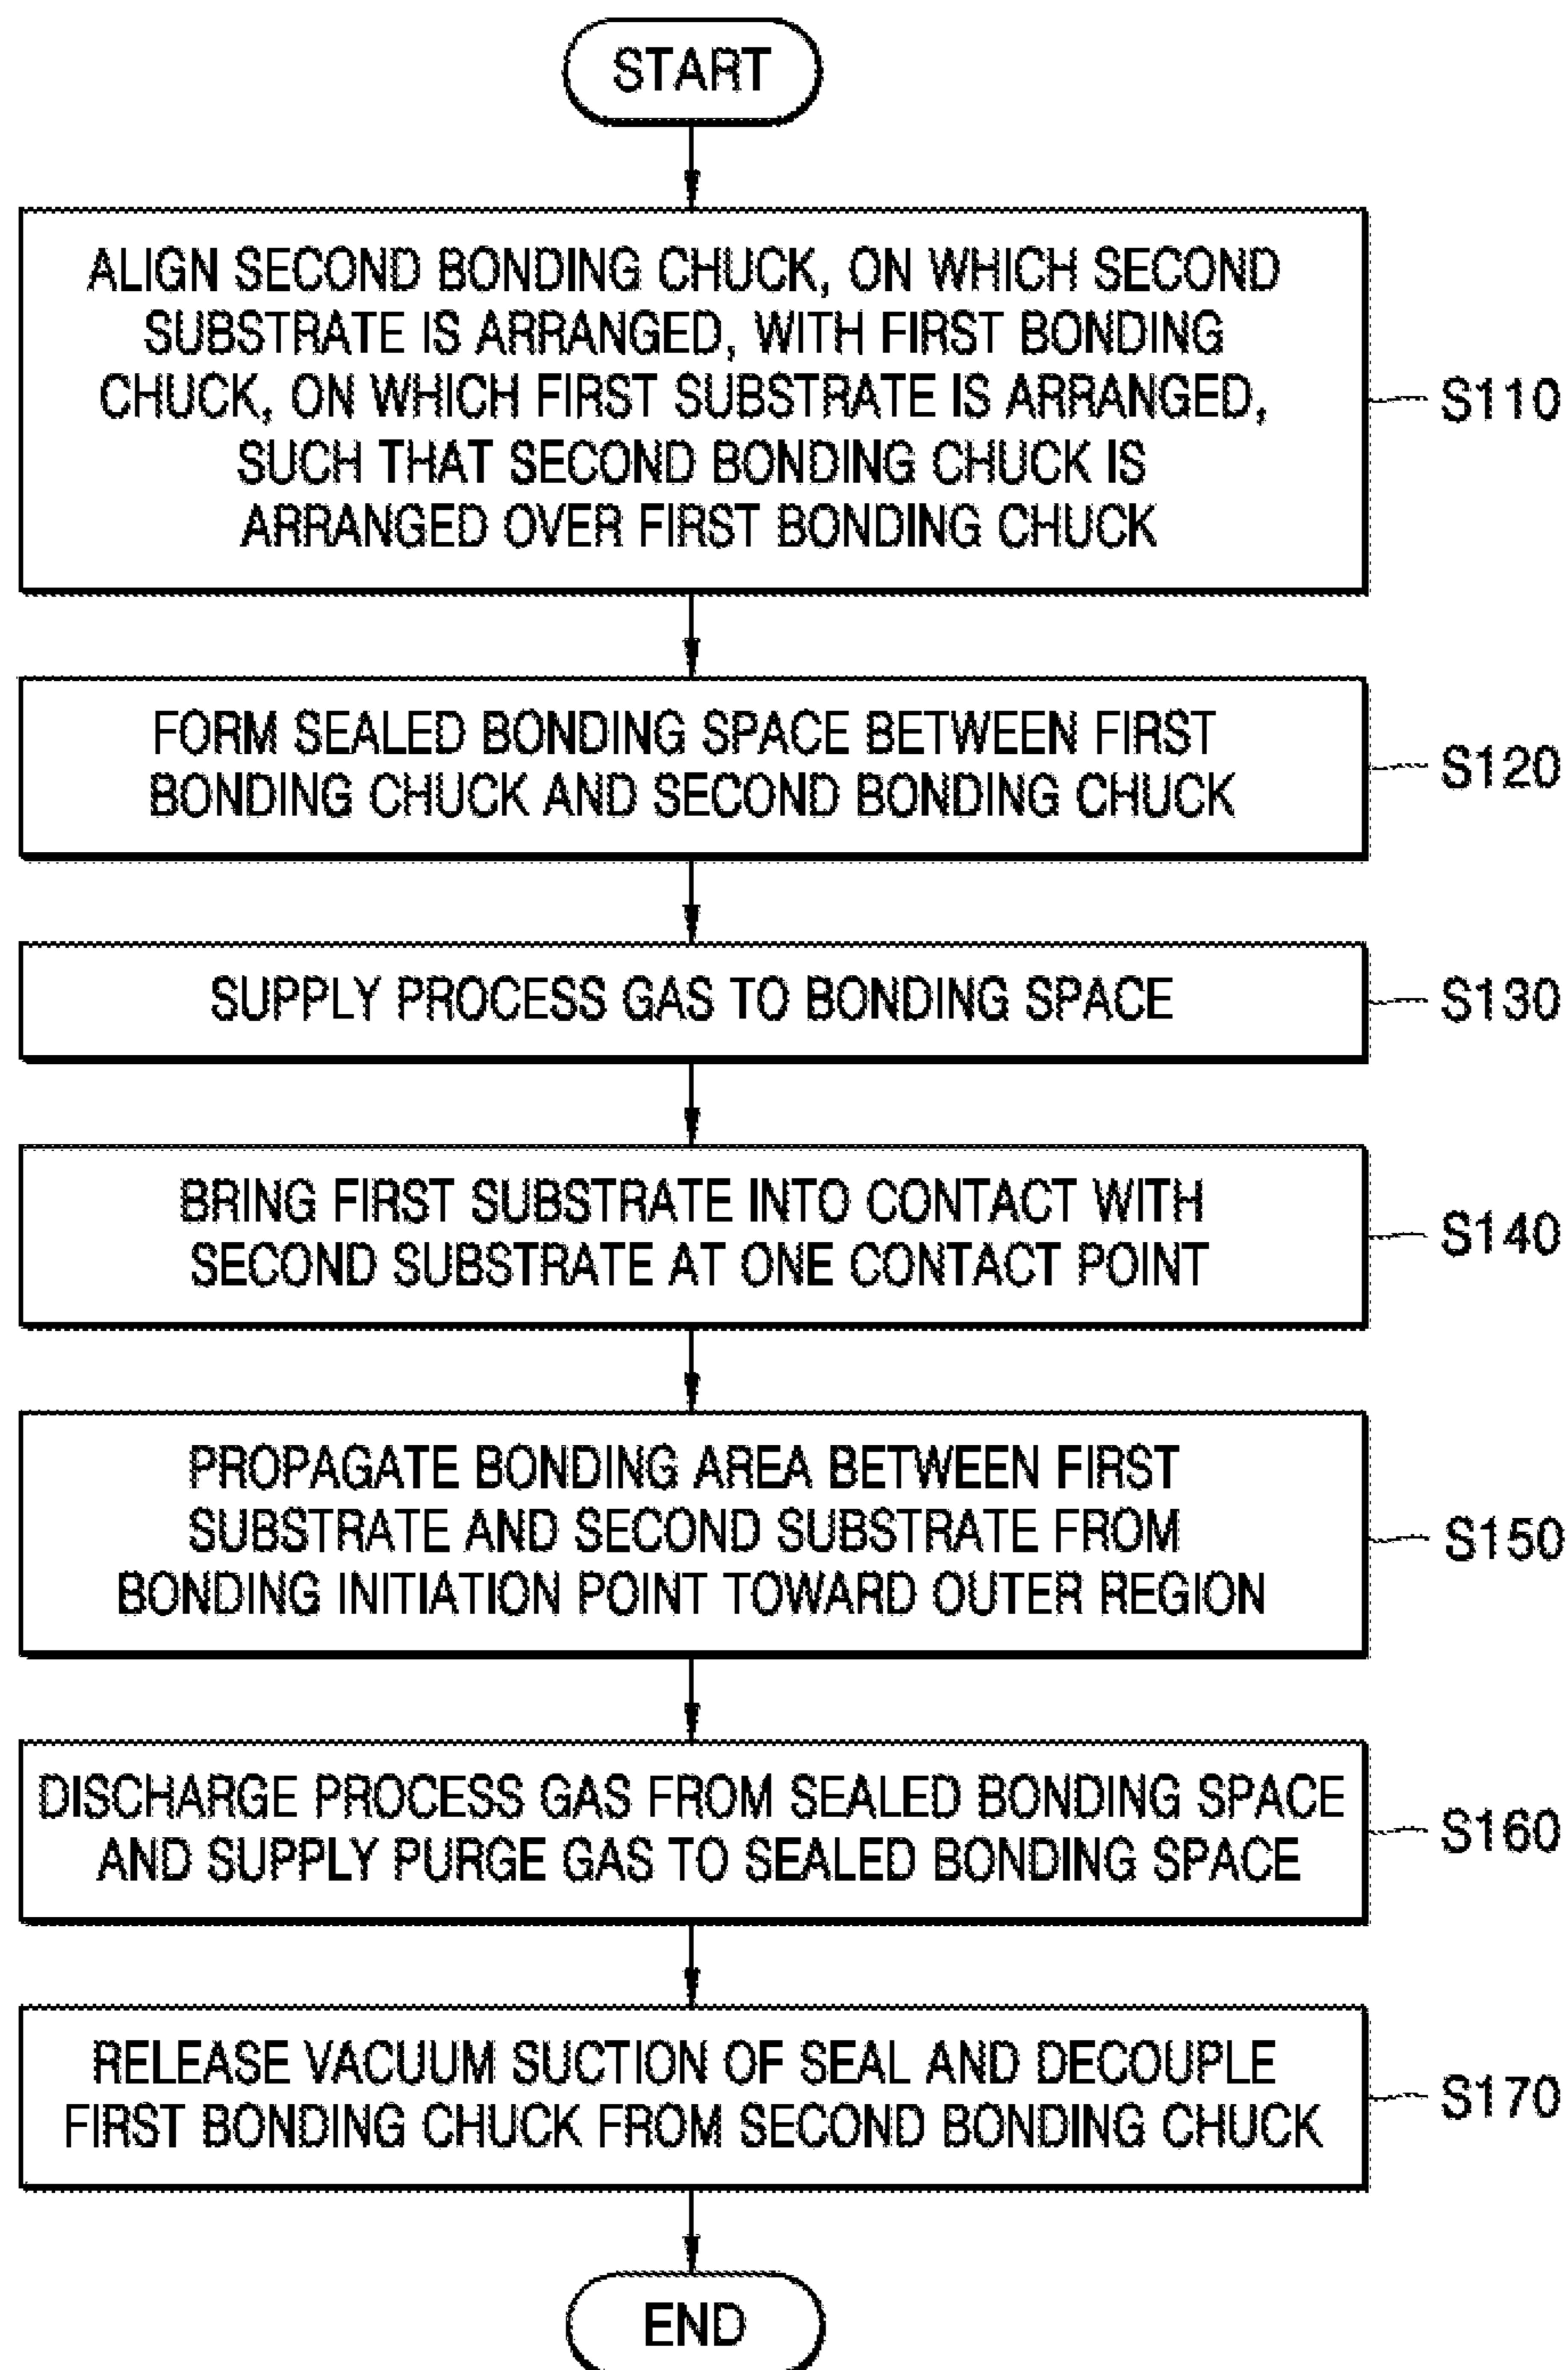 START
ALIGN SECOND BONDING CHUCK, ON WHICH SECOND
SUBSTRATE IS ARRANGED, WITH FIRST BONDING
CHUCK, ON WHICH FIRST SUBSTRATE IS ARRANGED,
SUCH THAT SECOND BONDING CHUCK IS
ARRANGED OVER FIRST BONDING CHUCK
S110
FORM SEALED BONDING SPACE BETWEEN FIRST
BONDING CHUCK AND SECOND BONDING CHUCK
S120
SUPPLY PROCESS GAS TO BONDING SPACE
S130
BRING FIRST SUBSTRATE INTO CONTACT WITH
SECOND SUBSTRATE AT ONE CONTACT POINT
S140
PROPAGATE BONDING AREA BETWEEN FIRST
SUBSTRATE AND SECOND SUBSTRATE FROM
BONDING INITIATION POINT TOWARD OUTER REGION
S150
DISCHARGE PROCESS GAS FROM SEALED BONDING SPACE
AND SUPPLY PURGE GAS TO SEALED BONDING SPACE
S160
RELEASE VACUUM SUCTION OF SEAL AND DECOUPLE
FIRST BONDING CHUCK FROM SECOND BONDING CHUCK
S170
END